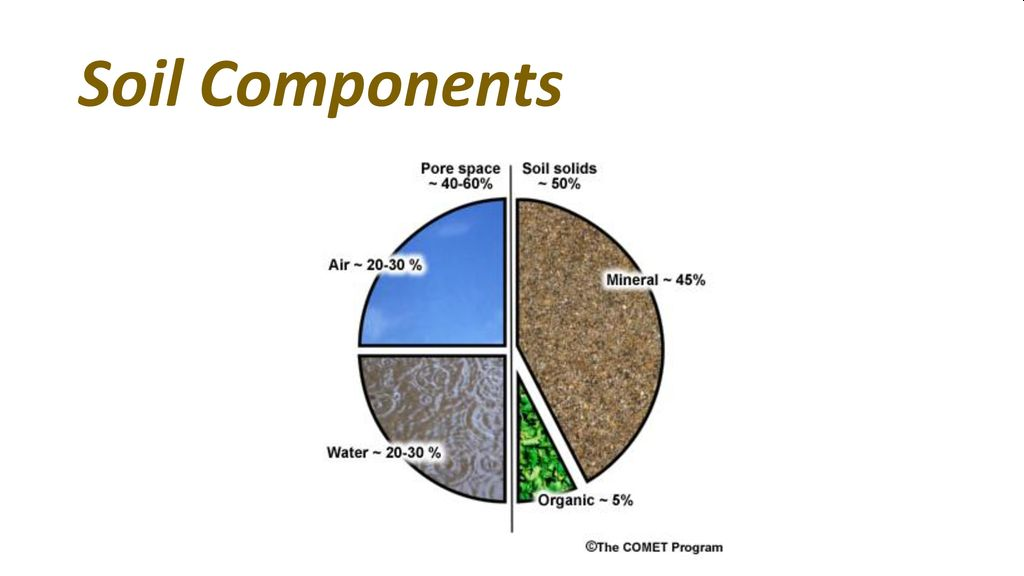 Soil Components
Pore space
~ 40-60%
Soil solids
~ 50%
Air ~ 20-30 %
Mineral ~ 45%
Water ~ 20-30 %
Organic ~ 5%
©The COMET Program